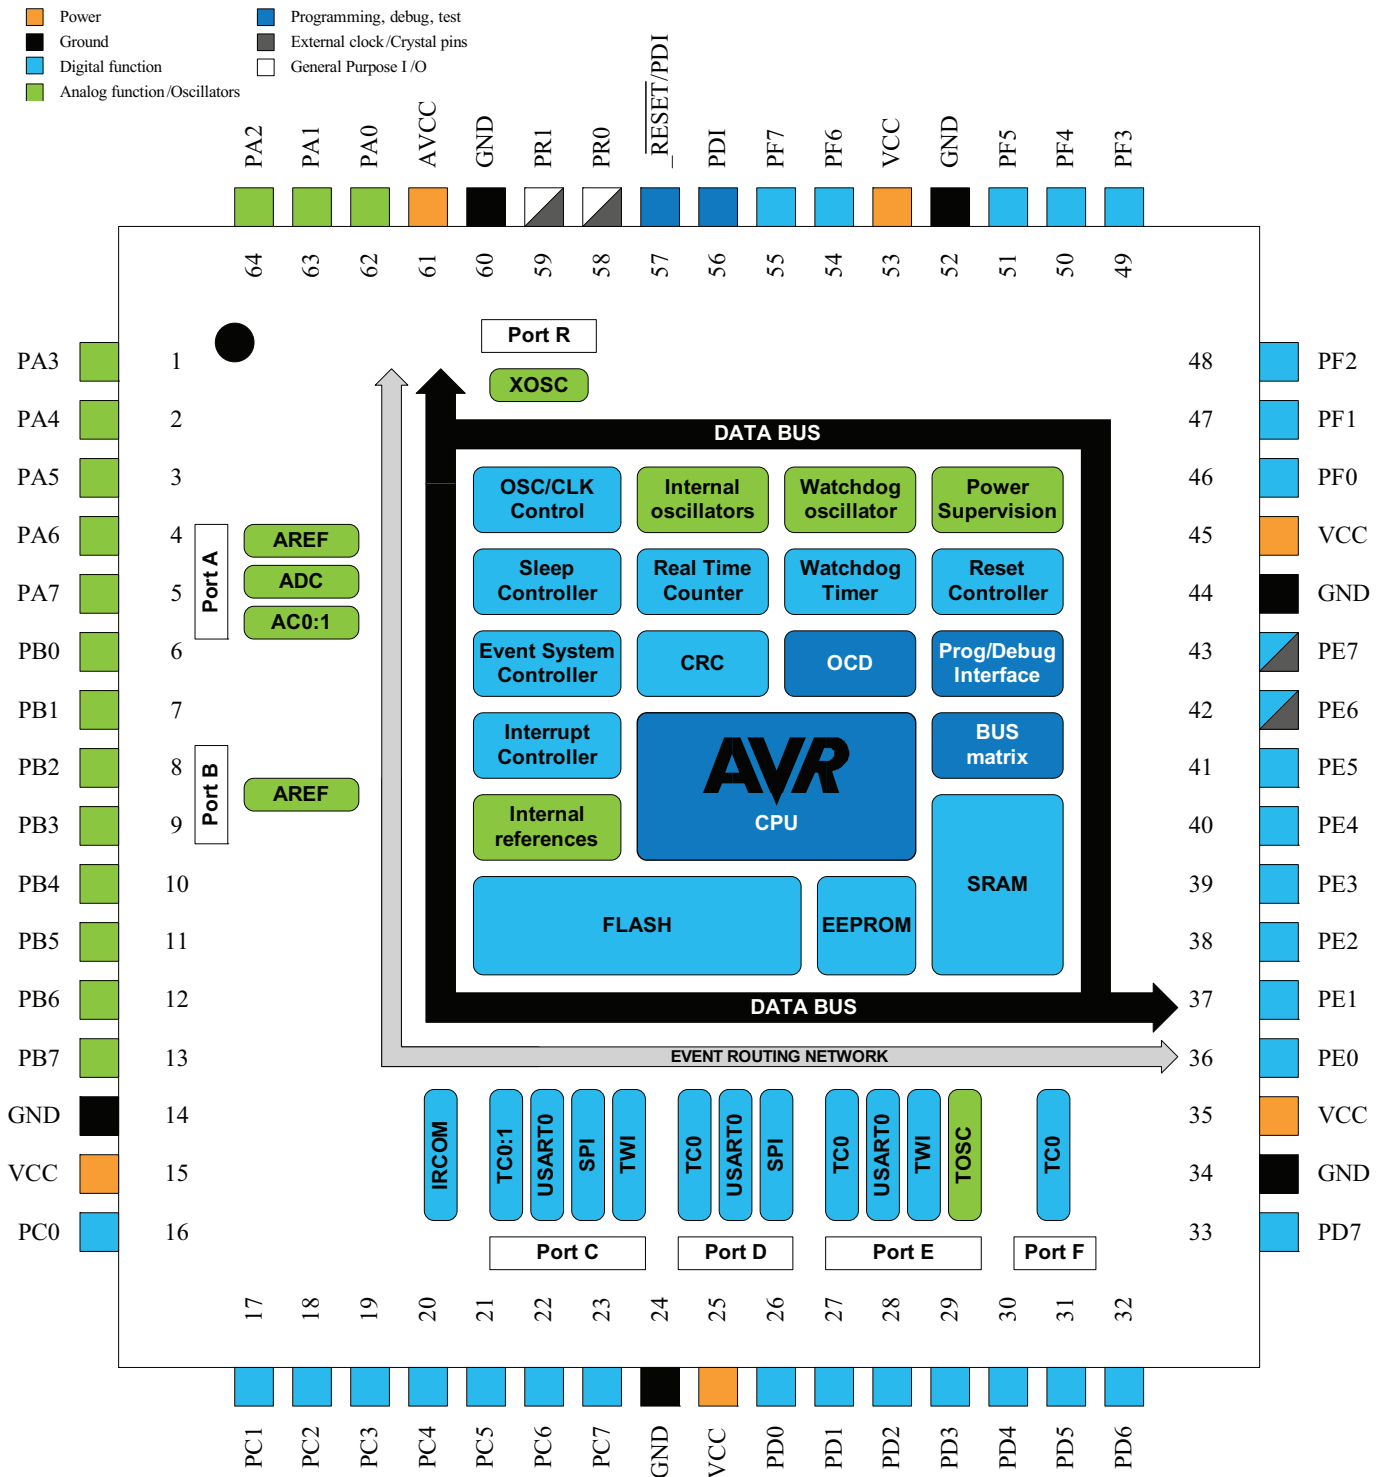 Power
Ground
Digital function
Analog function/Oscillators
Programming, debug, test
External clock/Crystal pins
General Purpose I/O
PA2
PA1
PA0
AVCC
GND
PR1
PR0
_RESET/PDI
PDI
PF7
PF6
VCC
GND
PF5
PF4
PF3
64
63
62
61
60
59
58
57
56
55
54
53
52
51
50
49
PA3 1
PA4 2
PA5 3
PA6 4
PA7 5
PB0 6
PB1 7
PB2 8
PB3 9
PB4 10
PB5 11
PB6 12
PB7 13
GND 14
VCC 15
PC0 16
Port A
AREF
ADC
AC0:1
Port B
AREF
Port R
XOSC
DATA BUS
OSC/CLK
Control
Internal
oscillators
Watchdog
oscillator
Power
Supervision
Sleep
Controller
Real Time
Counter
Watchdog
Timer
Reset
Controller
Event System
Controller
CRC
OCD
Prog/Debug
Interface
Interrupt
Controller
AVR
CPU
BUS
matrix
Internal
references
SRAM
FLASH
EEPROM
DATA BUS
EVENT ROUTING NETWORK
IRCOM
TC0:1
USART0
SPI
TWI
TC0
USART0
SPI
TC0
USART0
TWI
TOSC
TC0
Port C
Port D
Port E
Port F
48 PF2
47 PF1
46 PF0
45 VCC
44 GND
43 PE7
42 PE6
41 PE5
40 PE4
39 PE3
38 PE2
37 PE1
36 PE0
35 VCC
34 GND
33 PD7
17
18
19
20
21
22
23
24
25
26
27
28
29
30
31
32
PC1
PC2
PC3
PC4
PC5
PC6
PC7
GND
VCC
PD0
PD1
PD2
PD3
PD4
PD5
PD6